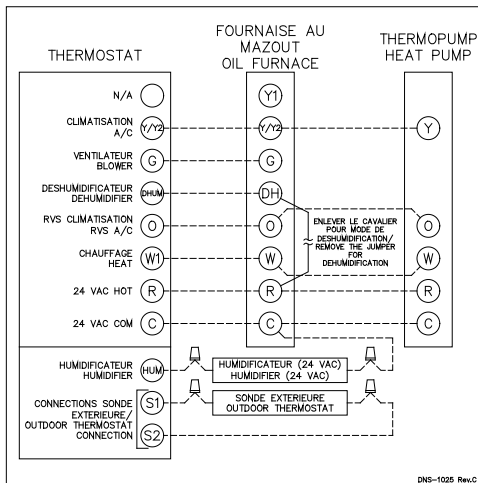 THERMOSTAT
FOURNAISE AU
MAZOUT
OIL FURNACE
THERMOPUMP
HEAT PUMP
N/A
Y1
CLIMATISATION
A/C
Y/Y2
Y/Y2
Y
VENTILATEUR
BLOWER
G
G
DESHUMIDIFICATEUR
DEHUMIDIFIER
DHUM
DH
RVS CLIMATISATION
RVS A/C
O
O
O
ENLEVER LE CAVALIER
POUR MODE DE
DESHUMIDIFICATION/
REMOVE THE JUMPER
FOR
DEHUMIDIFICATION
CHAUFFAGE
HEAT
W1
W
W
24 VAC HOT
R
R
R
24 VAC COM
C
C
C
HUMIDIFICATEUR
HUMIDIFIER
HUM
HUMIDIFICATEUR (24 VAC)
HUMIDIFIER (24 VAC)
CONNECTIONS SONDE
EXTERIEURE/
OUTDOOR THERMOSTAT
CONNECTION
S1
S2
SONDE EXTERIEURE
OUTDOOR THERMOSTAT
DNS-1025 Rev.C